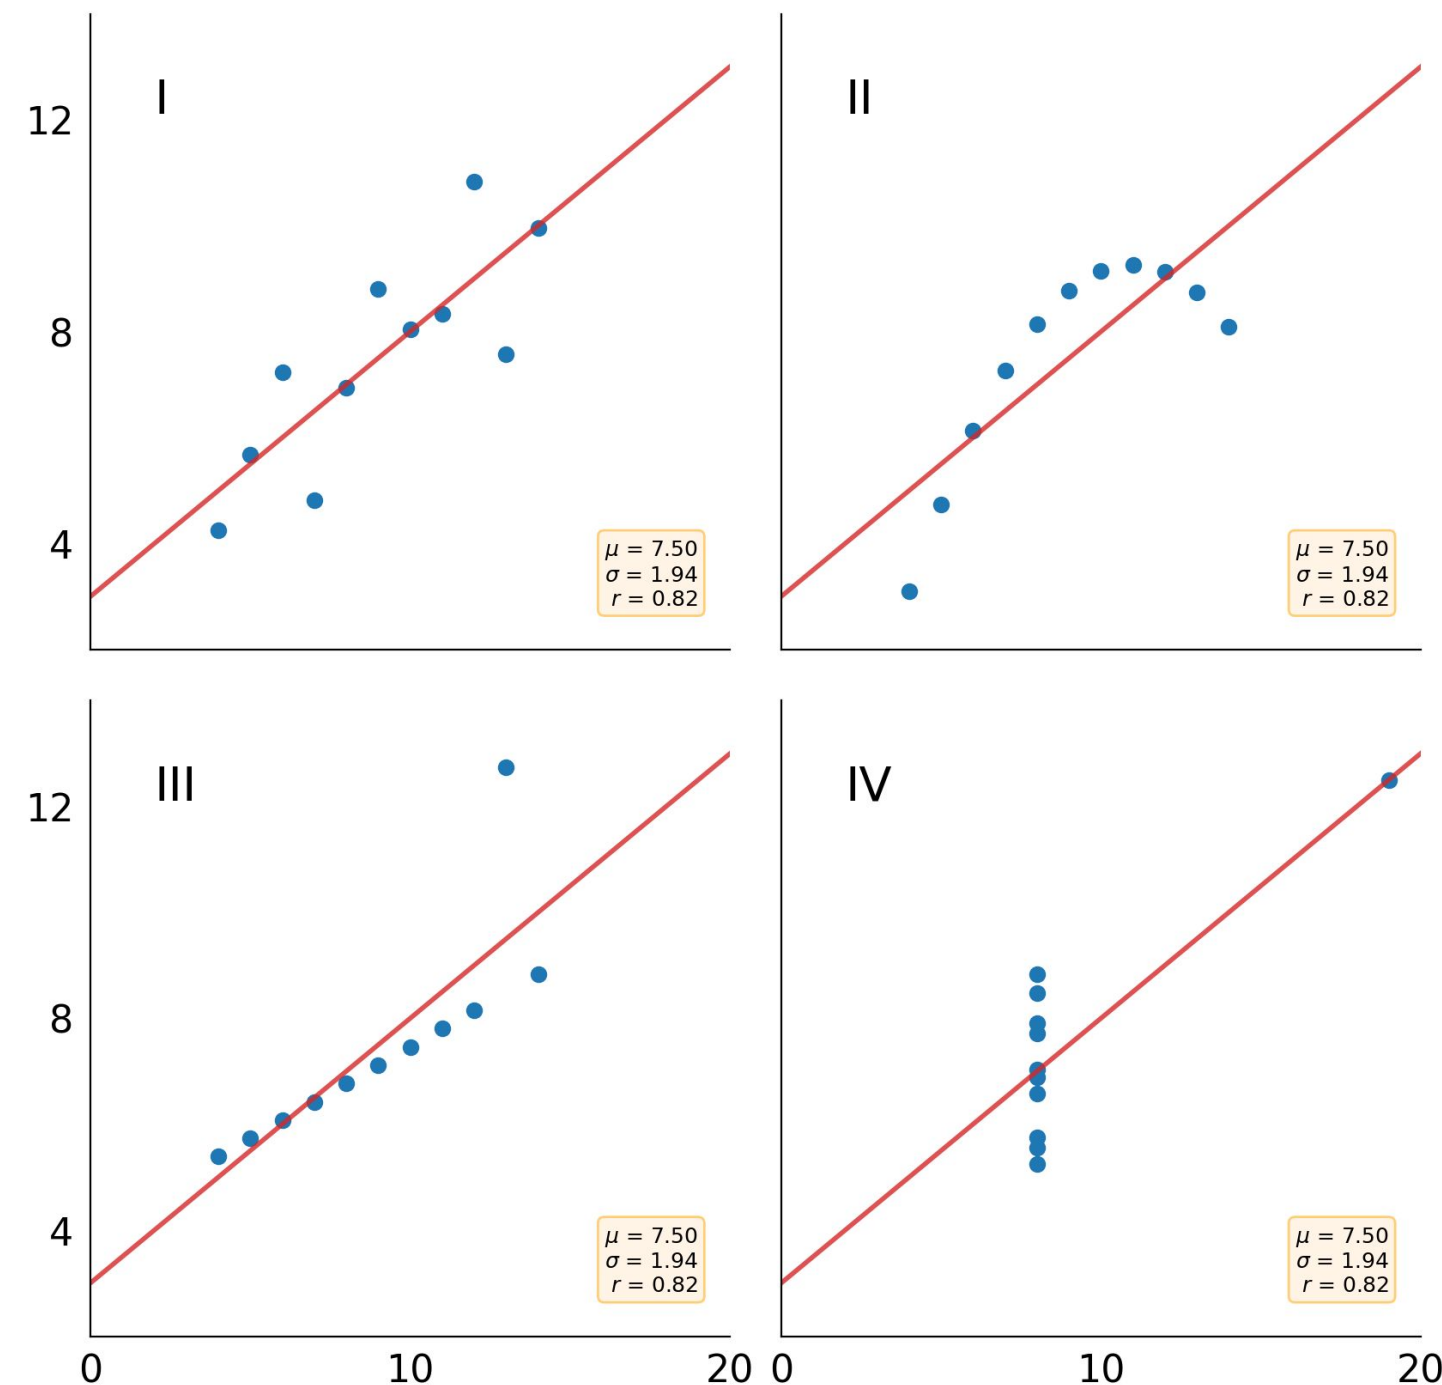 I
12
8
4
μ = 7.50
σ = 1.94
r = 0.82
II
μ = 7.50
σ = 1.94
r = 0.82
III
12
8
4
μ = 7.50
σ = 1.94
r = 0.82
0 10 20
IV
μ = 7.50
σ = 1.94
r = 0.82
0 10 20